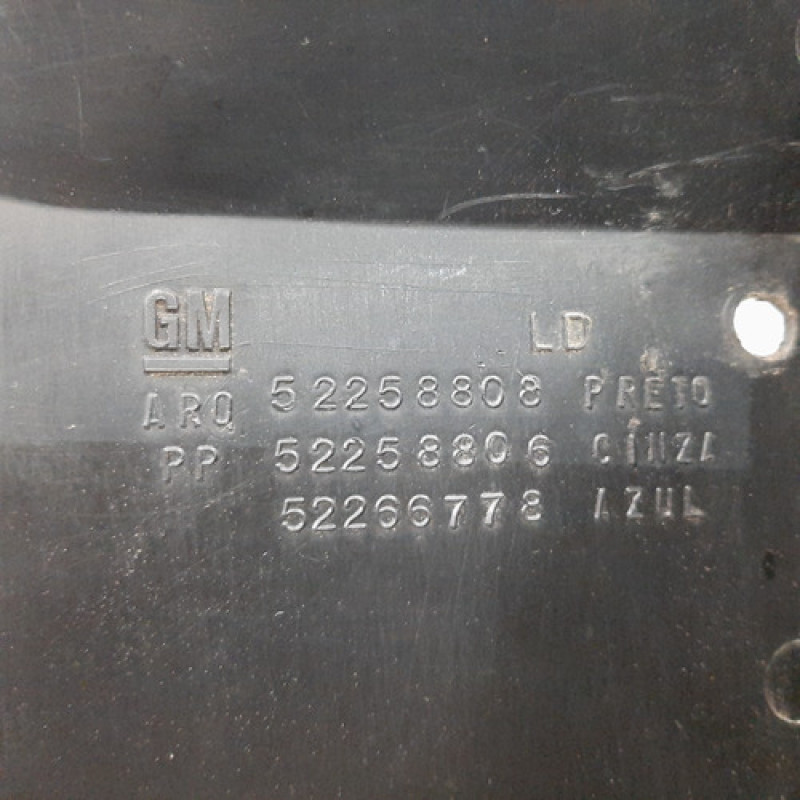 GM LD
ARQ 52258808 PRETO
PP 52258806 CINZA
52266778 AZUL